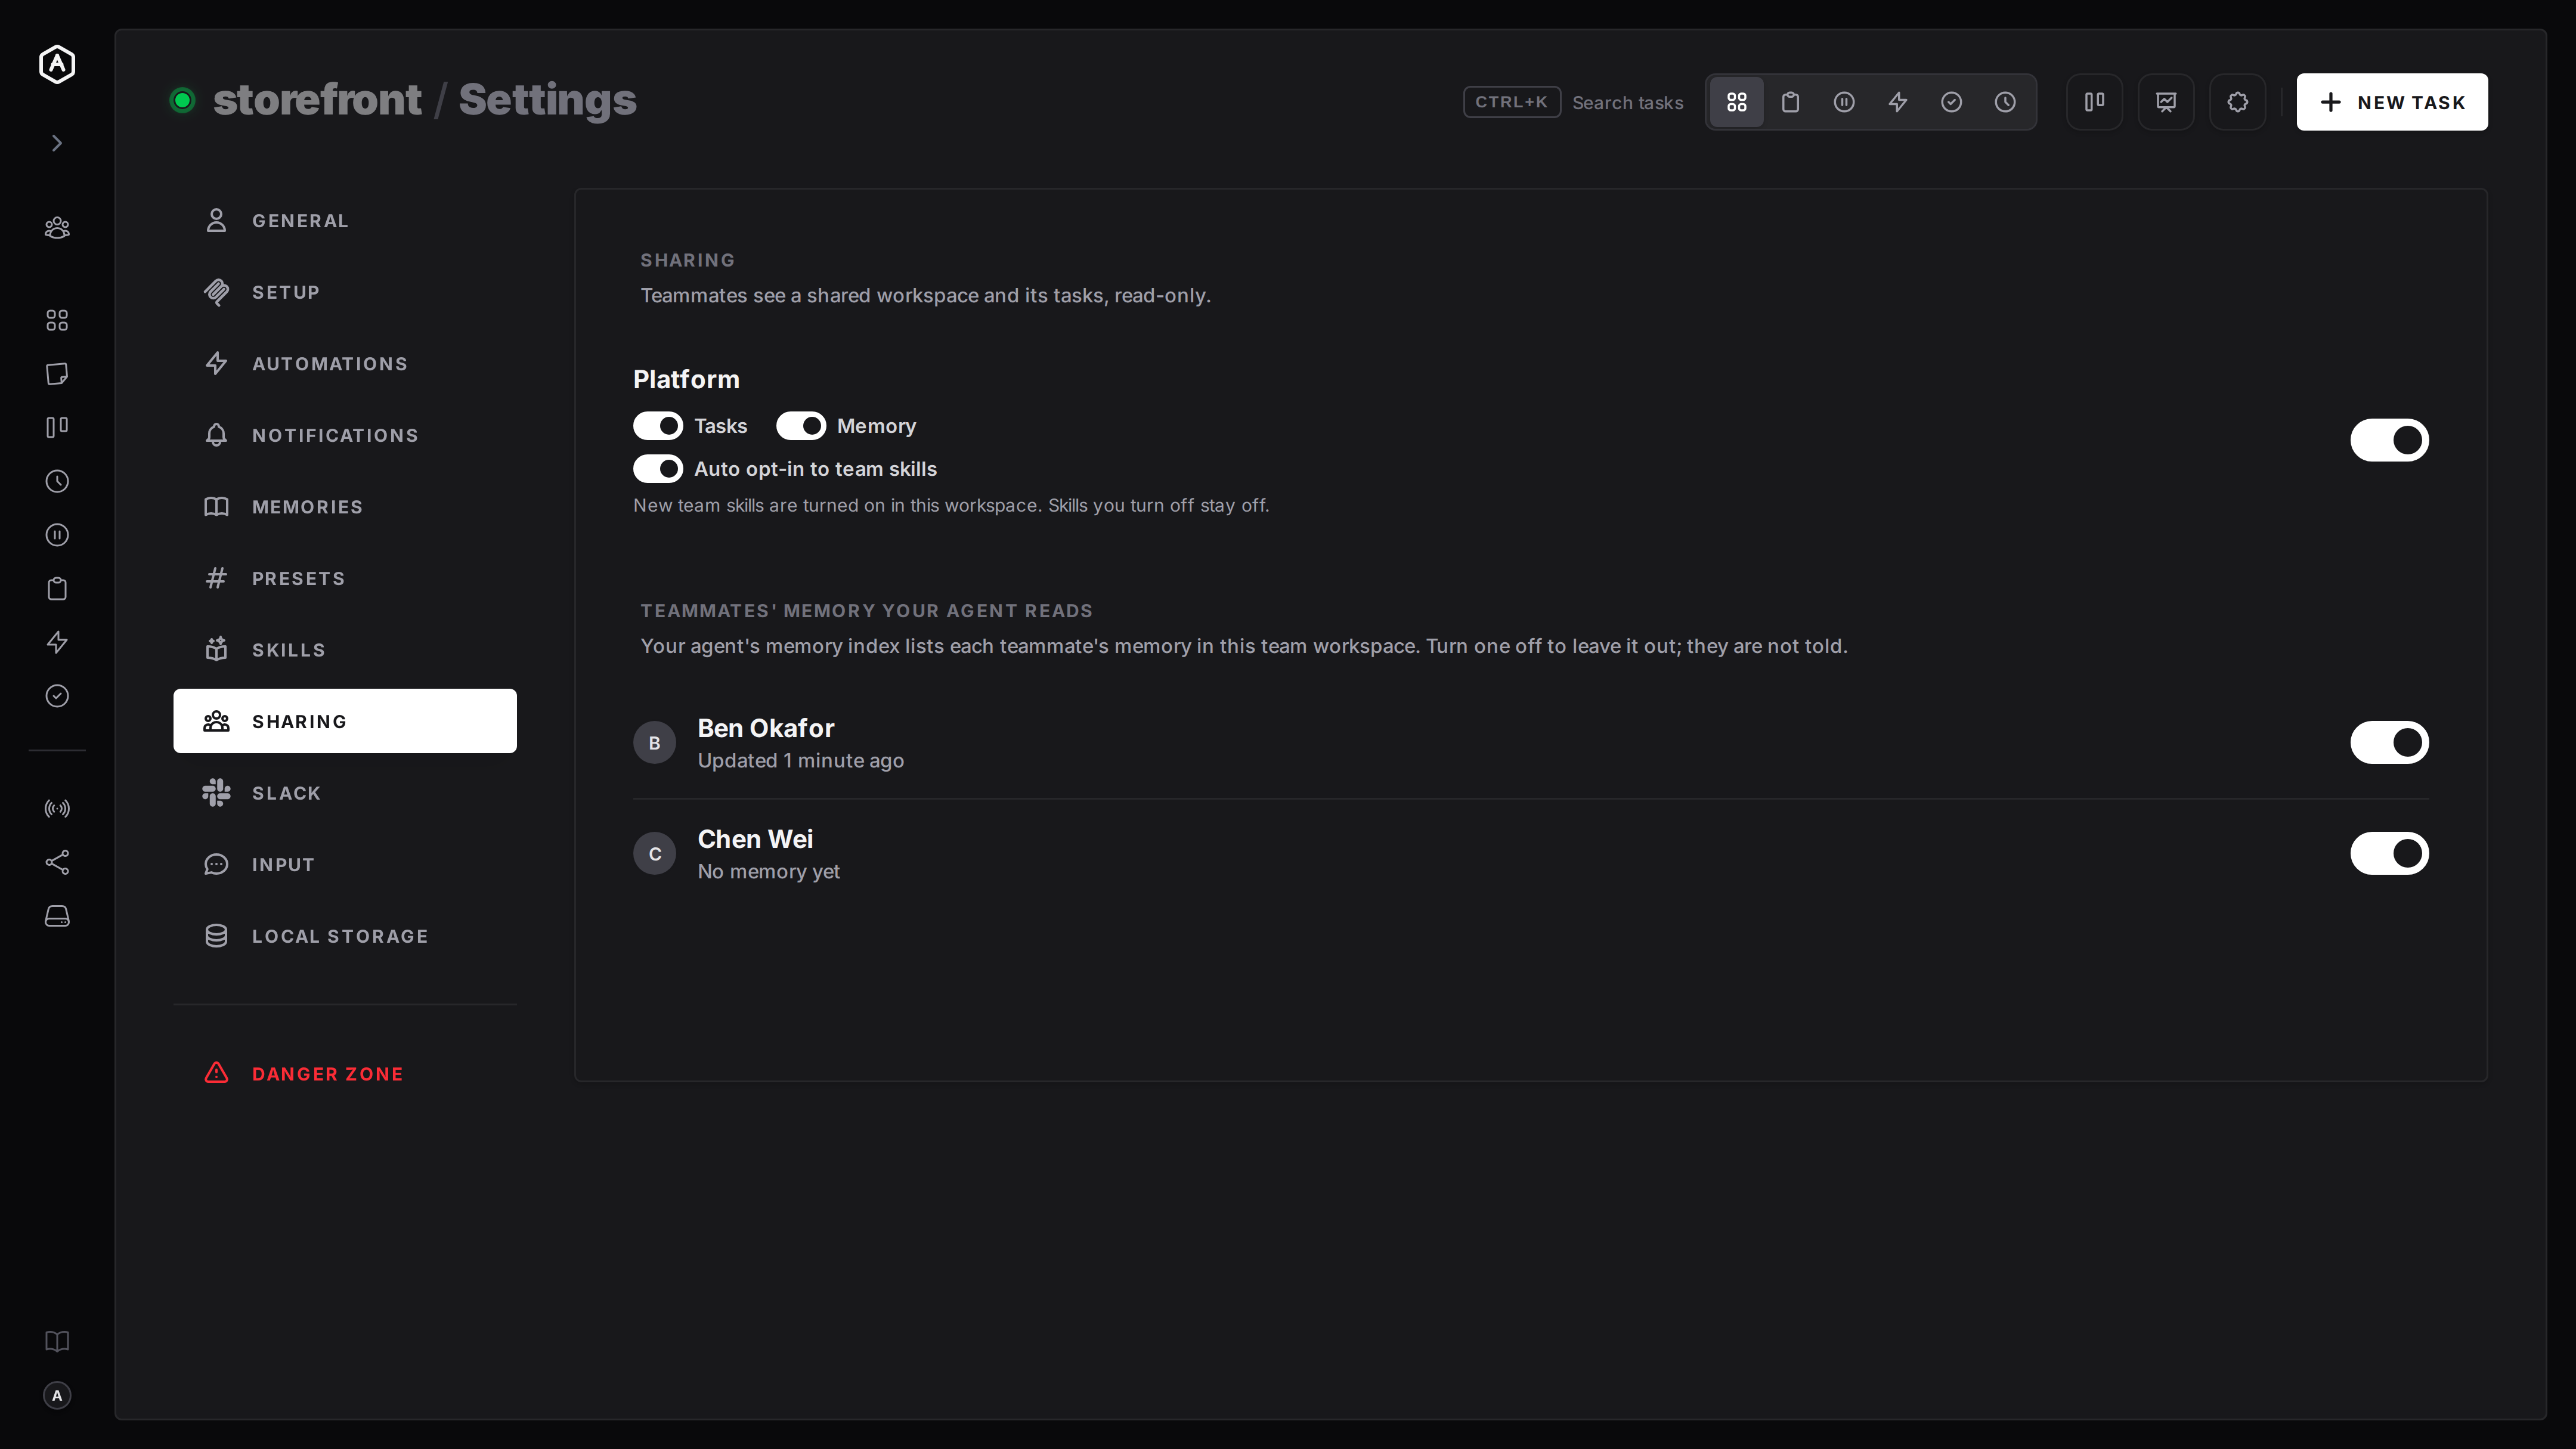 storefront / Settings
CTRL+K Search tasks
NEW TASK
GENERAL
SETUP
AUTOMATIONS
NOTIFICATIONS
MEMORIES
PRESETS
SKILLS
SHARING
SLACK
INPUT
LOCAL STORAGE
DANGER ZONE
SHARING
Teammates see a shared workspace and its tasks, read-only.
Platform
Tasks Memory
Auto opt-in to team skills
New team skills are turned on in this workspace. Skills you turn off stay off.
TEAMMATES' MEMORY YOUR AGENT READS
Your agent's memory index lists each teammate's memory in this team workspace. Turn one off to leave it out; they are not told.
B
Ben Okafor
Updated 1 minute ago
C
Chen Wei
No memory yet
A